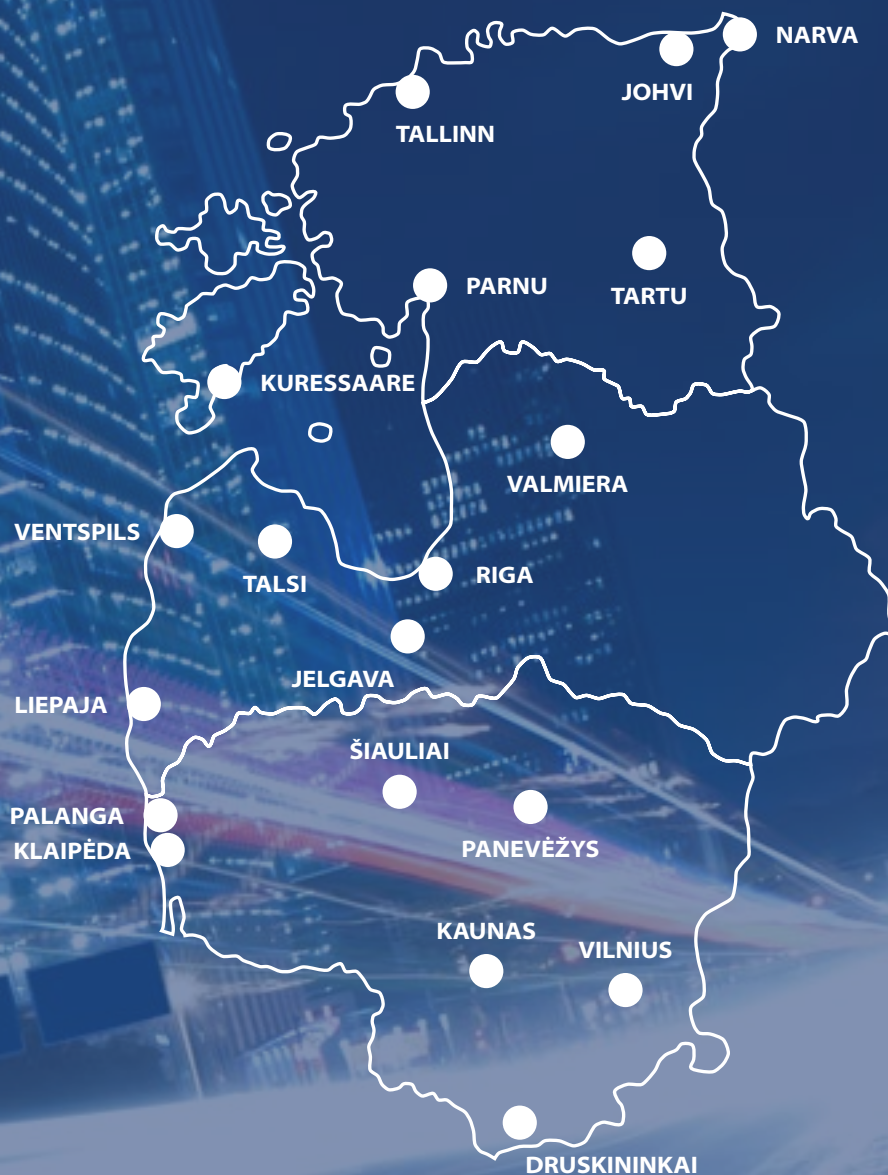 NARVA
JOHVI
TALLINN
PARNU
TARTU
KURESSAARE
VALMIERA
VENTSPILS
TALSI
RIGA
JELGAVA
LIEPAJA
ŠIAULIAI
PALANGA
PANEVĖŽYS
KLAIPĖDA
KAUNAS
VILNIUS
DRUSKININKAI